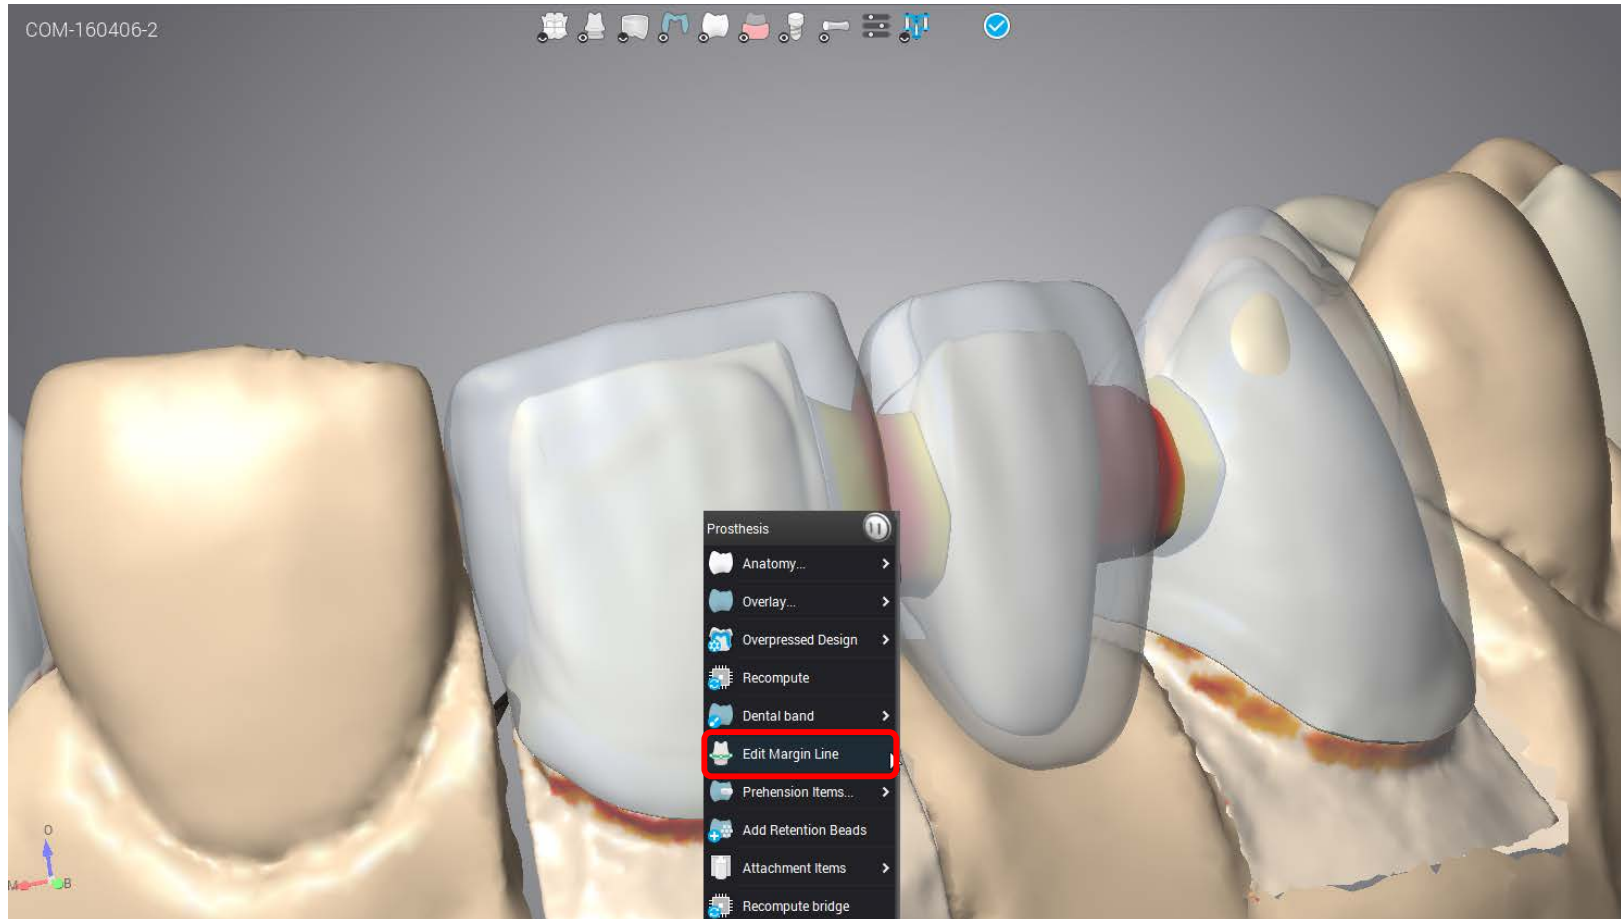 COM-160406-2
Prosthesis
11
Anatomy...
Overlay...
Overpressed Design
Recompute
Dental band
Edit Margin Line
Prehension Items...
Add Retention Beads
Attachment Items
Recompute bridge
O
M
B